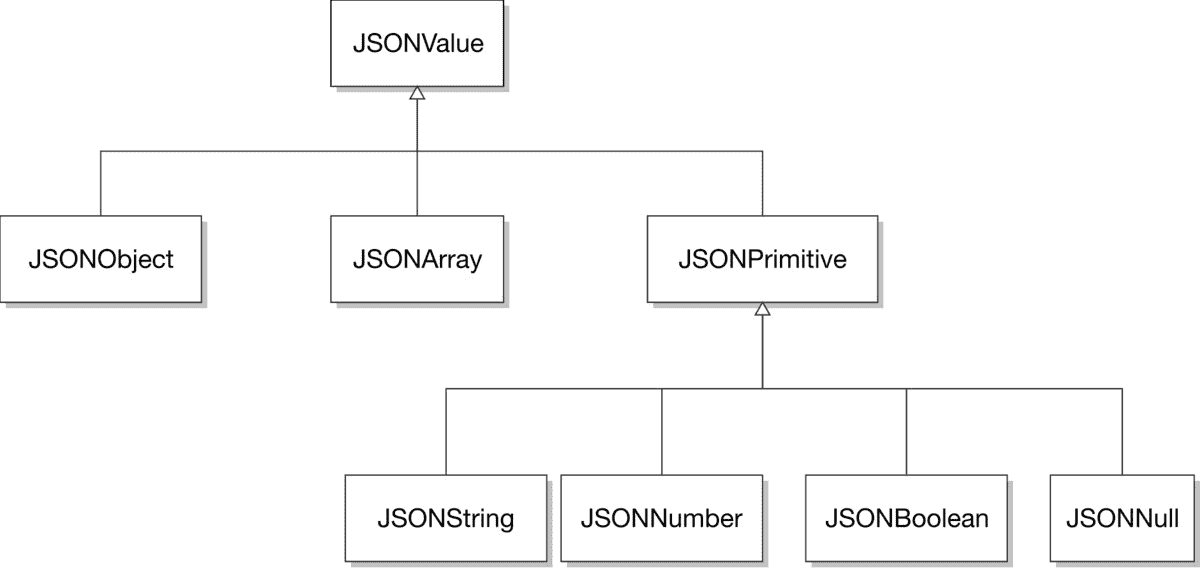 JSONValue
JSONObject
JSONArray
JSONPrimitive
JSONString
JSONNumber
JSONBoolean
JSONNull